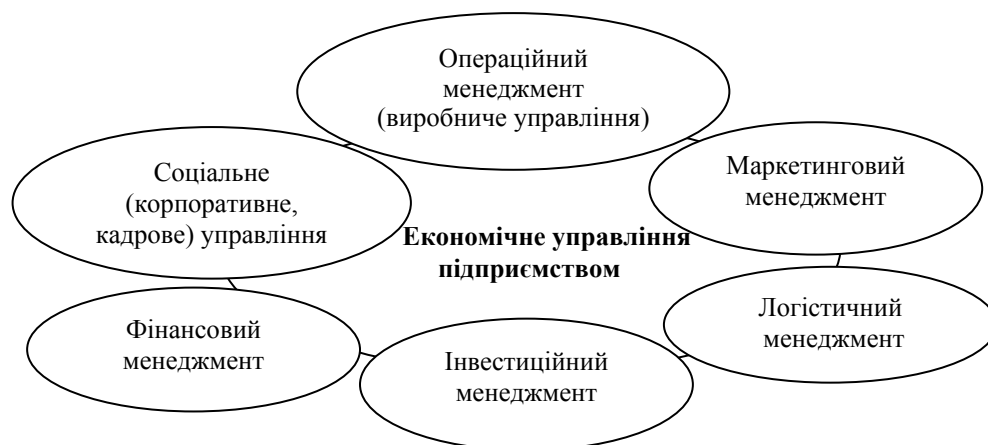 Операційний
менеджмент
(виробниче управління)
Соціальне
(корпоративне,
кадрове) управління
Маркетинговий
менеджмент
Економічне управління
підприємством
Фінансовий
менеджмент
Інвестиційний
менеджмент
Логістичний
менеджмент